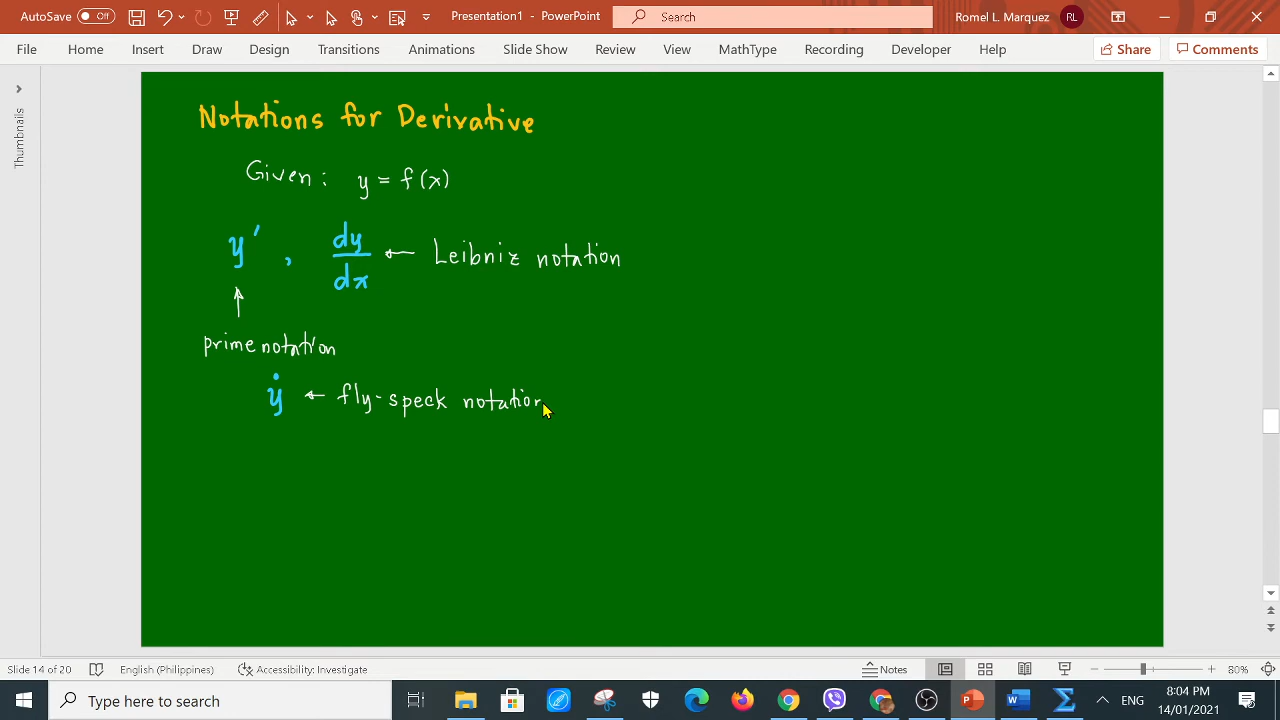 AutoSave Off Presentation1 - PowerPoint Search Romel L. Marquez RL
File Home Insert Draw Design Transitions Animations Slide Show Review View MathType Recording Developer Help Share Comments
Thumbnails
Notations for Derivative
Given: y = f(x)
y' , dy/dx ← Leibniz notation
↑
prime notation
ẏ ← fly-speck notation
Slide 14 of 20 English (Philippines) Accessibility: Investigate Notes 80%
Type here to search ENG 8:04 PM
14/01/2021